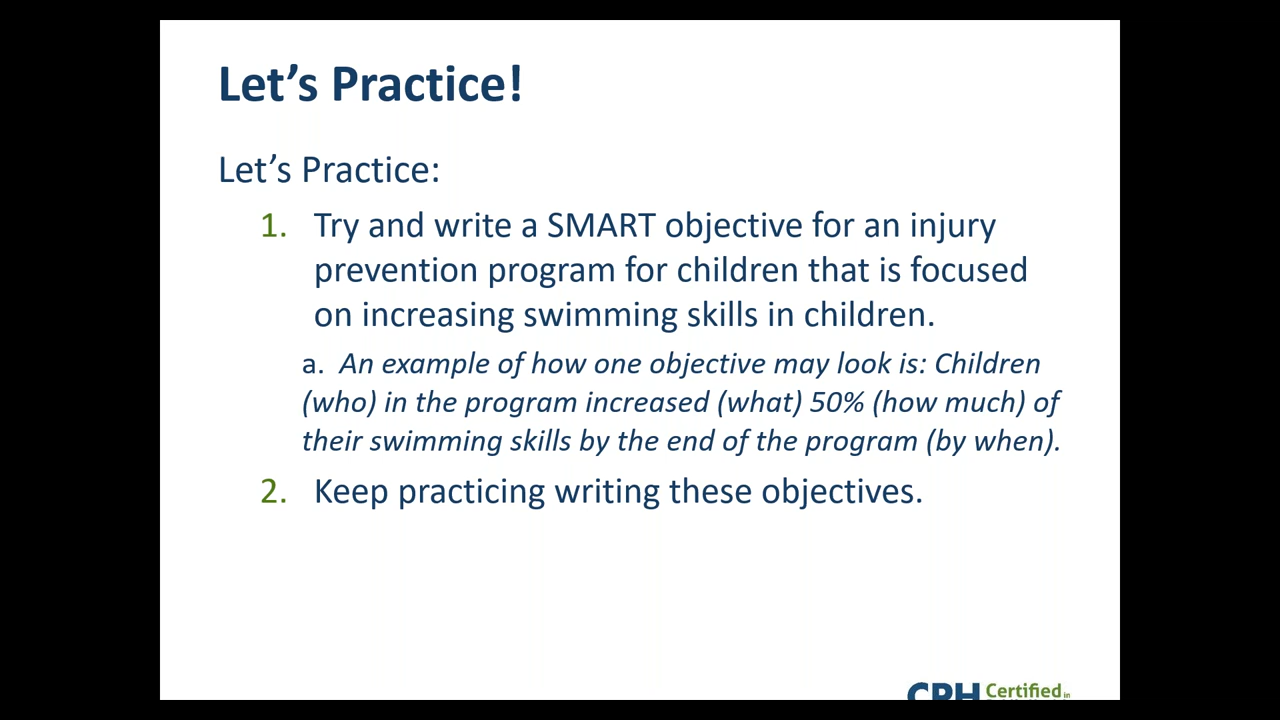 Let's Practice!
Let's Practice:
1. Try and write a SMART objective for an injury
prevention program for children that is focused
on increasing swimming skills in children.
a. An example of how one objective may look is: Children
(who) in the program increased (what) 50% (how much) of
their swimming skills by the end of the program (by when).
2. Keep practicing writing these objectives.
CPH Certified in